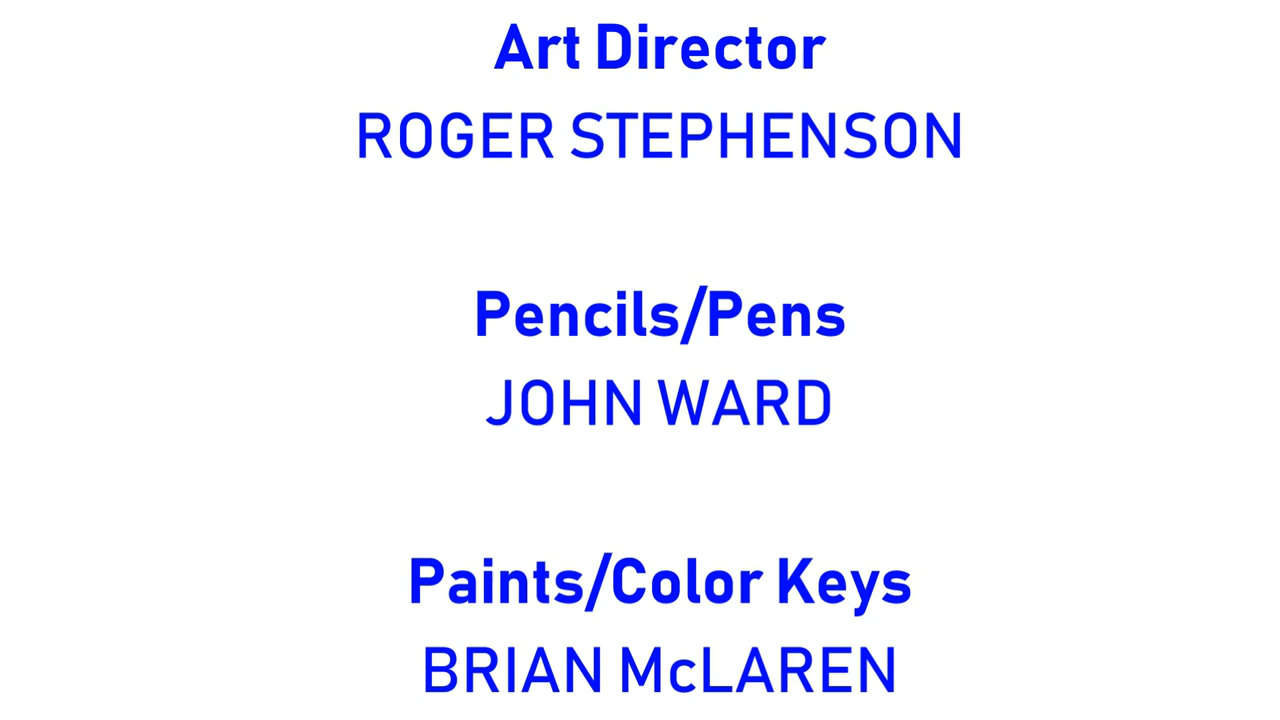 Art Director
ROGER STEPHENSON
Pencils/Pens
JOHN WARD
Paints/Color Keys
BRIAN McLAREN